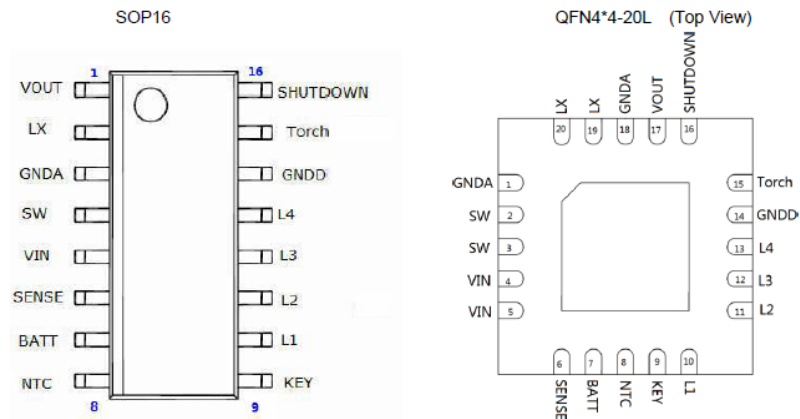 SOP16
QFN4*4-20L (Top View)
1
16
VOUT
SHUTDOWN
LX
Torch
GNDA
GNDD
SW
L4
VIN
L3
SENSE
L2
BATT
L1
NTC
KEY
8
9
LX
LX
GNDA
VOUT
SHUTDOWN
20
19
18
17
16
GNDA 1
15 Torch
SW 2
14 GNDD
SW 3
13 L4
VIN 4
12 L3
VIN 5
11 L2
6
7
8
9
10
SENSE
BATT
NTC
KEY
L1